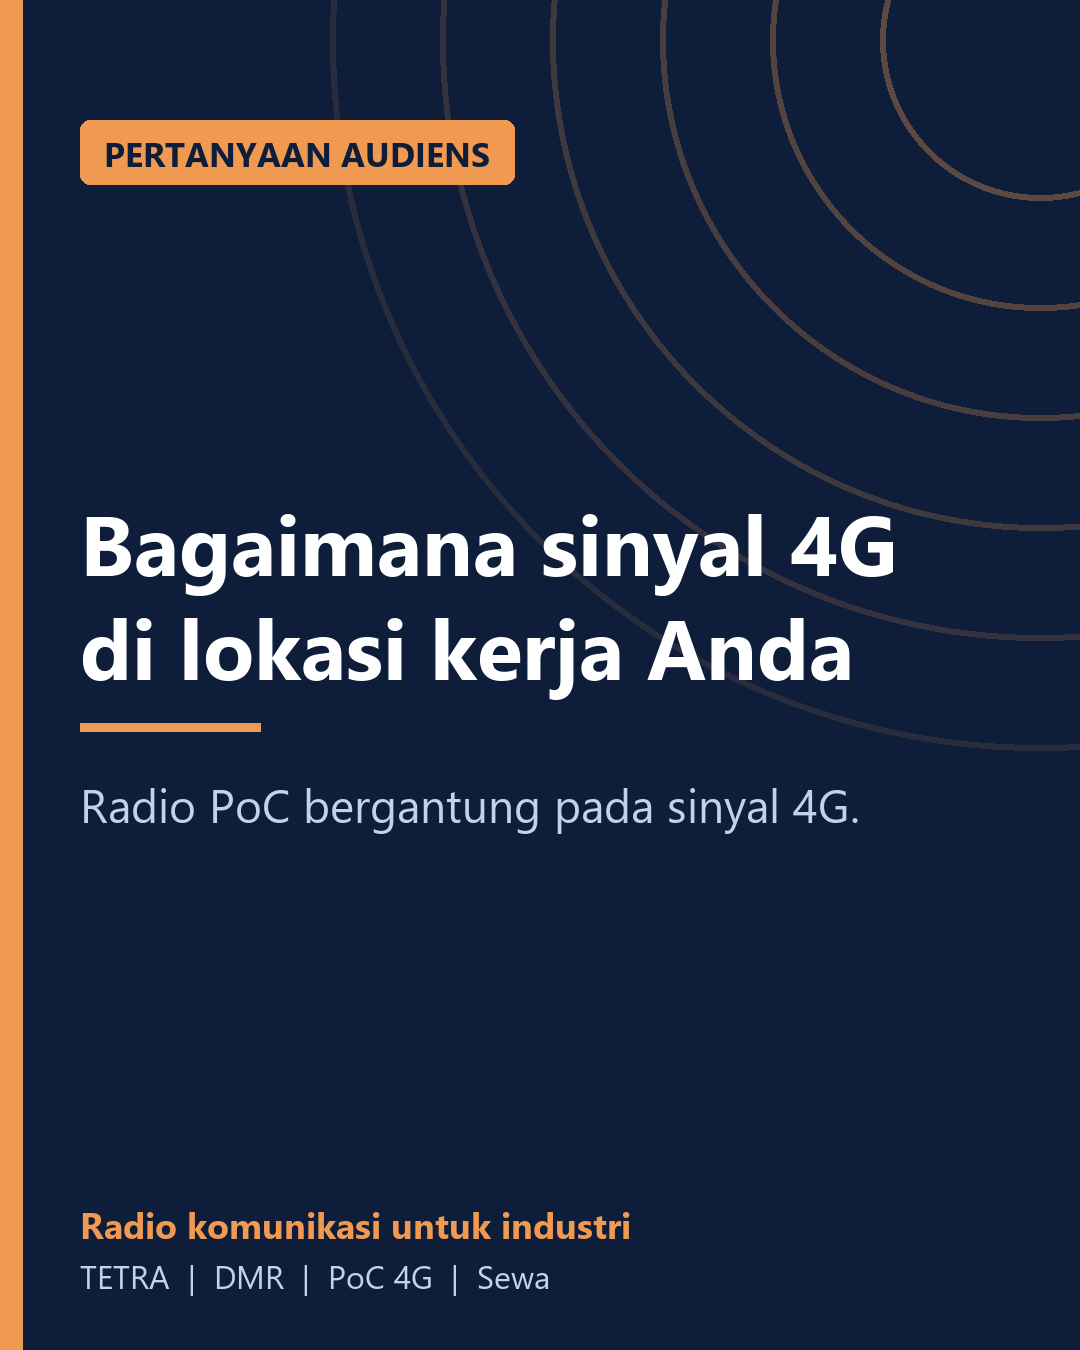 PERTANYAAN AUDIENS
Bagaimana sinyal 4G
di lokasi kerja Anda
Radio PoC bergantung pada sinyal 4G.
Radio komunikasi untuk industri
TETRA | DMR | PoC 4G | Sewa